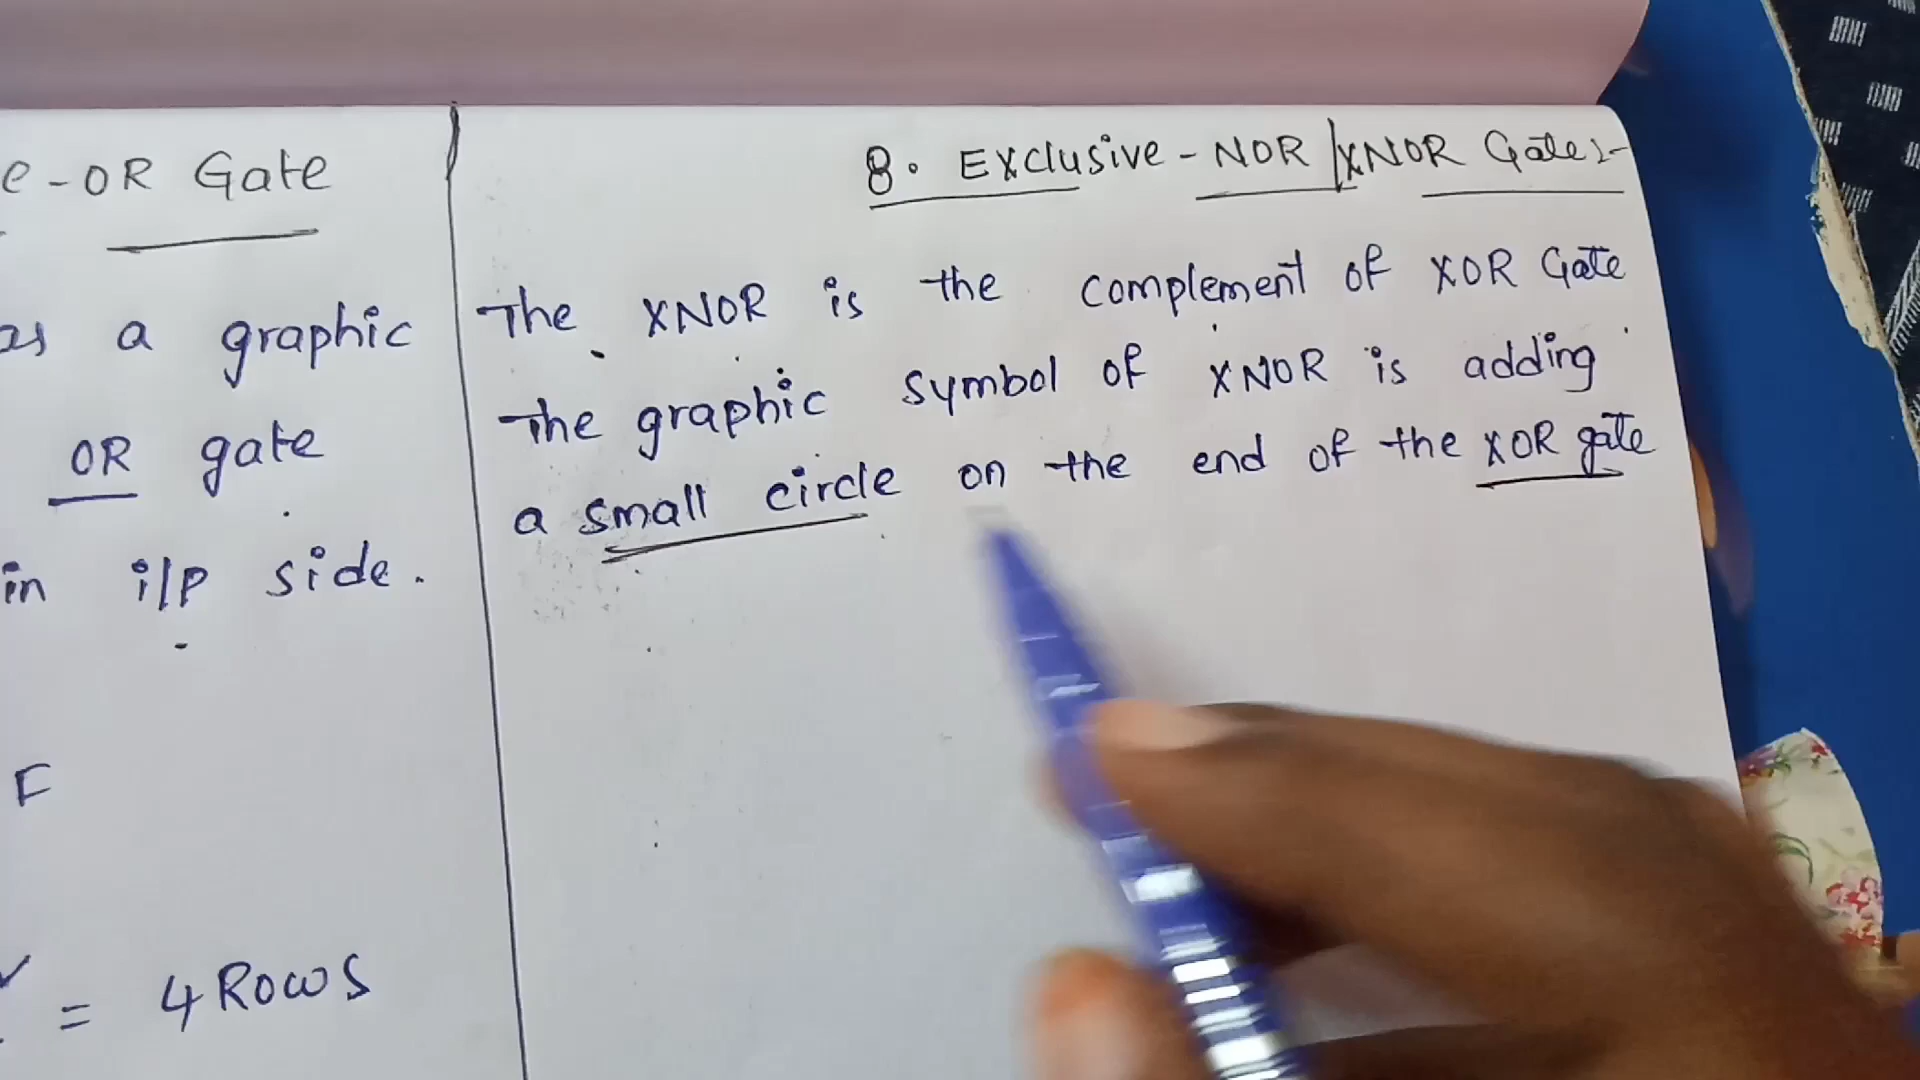 e-OR Gate
as a graphic
OR gate
in i/p side.
F
= 4 Rows
8. Exclusive-NOR/XNOR Gate:-
The XNOR is the complement of XOR Gate
The graphic symbol of XNOR is adding
a small circle on the end of the XOR gate